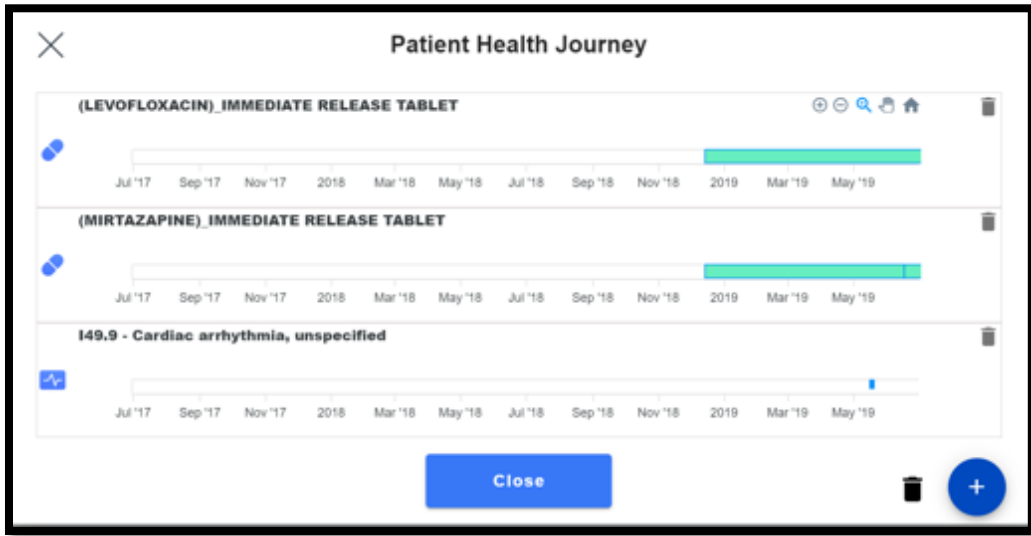 Patient Health Journey
(LEVOFLOXACIN)_IMMEDIATE RELEASE TABLET
Jul '17 Sep '17 Nov '17 2018 Mar '18 May '18 Jul '18 Sep '18 Nov '18 2019 Mar '19 May '19
(MIRTAZAPINE)_IMMEDIATE RELEASE TABLET
Jul '17 Sep '17 Nov '17 2018 Mar '18 May '18 Jul '18 Sep '18 Nov '18 2019 Mar '19 May '19
I49.9 - Cardiac arrhythmia, unspecified
Jul '17 Sep '17 Nov '17 2018 Mar '18 May '18 Jul '18 Sep '18 Nov '18 2019 Mar '19 May '19
Close